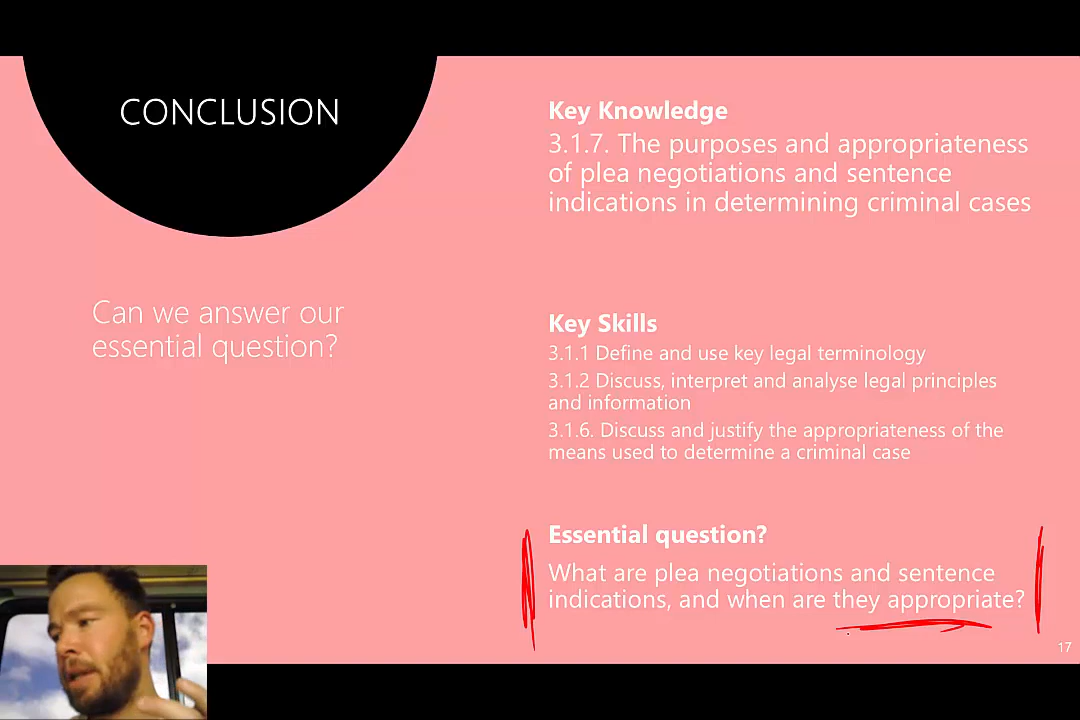 CONCLUSION
Can we answer our
essential question?
Key Knowledge
3.1.7. The purposes and appropriateness
of plea negotiations and sentence
indications in determining criminal cases
Key Skills
3.1.1 Define and use key legal terminology
3.1.2 Discuss, interpret and analyse legal principles
and information
3.1.6. Discuss and justify the appropriateness of the
means used to determine a criminal case
Essential question?
What are plea negotiations and sentence
indications, and when are they appropriate?
17